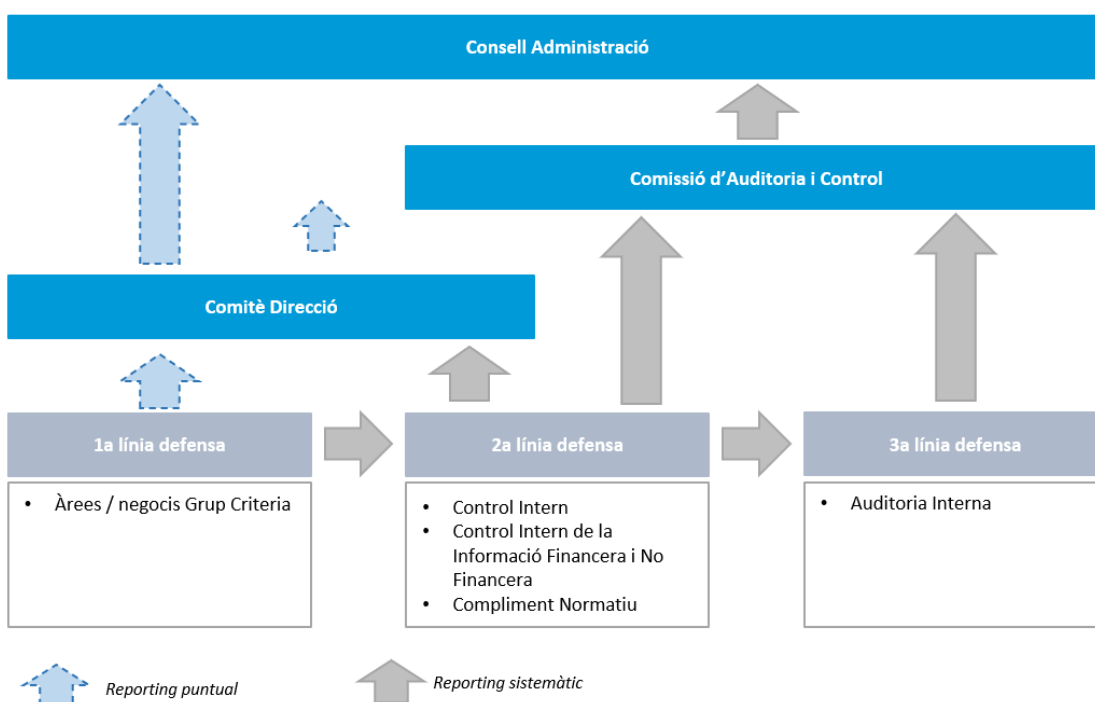 Consell Administració
Comissió d'Auditoria i Control
Comitè Direcció
1a línia defensa
2a línia defensa
3a línia defensa
• Àrees / negocis Grup Criteria
• Control Intern
• Control Intern de la
Informació Financera i No
Financera
• Compliment Normatiu
• Auditoria Interna
Reporting puntual
Reporting sistemàtic